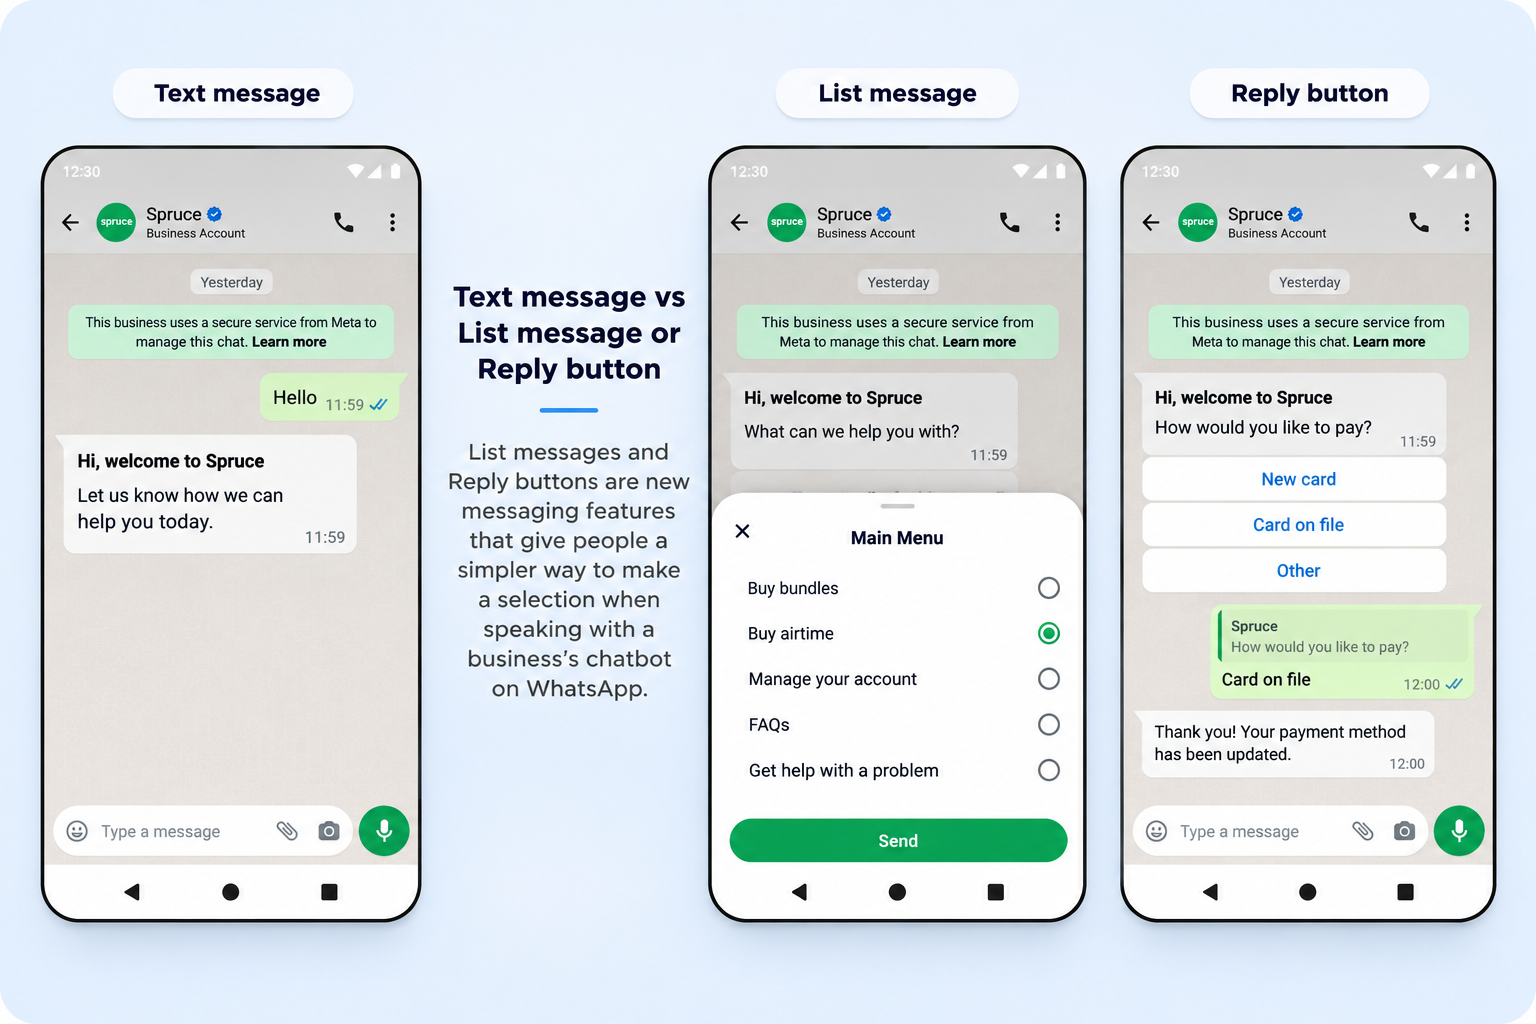 Text message
12:30
spruce
Spruce
Business Account
Yesterday
This business uses a secure service from Meta to
manage this chat. Learn more
Hello 11:59
Hi, welcome to Spruce
Let us know how we can
help you today.
11:59
Type a message
Text message vs
List message or
Reply button
List messages and
Reply buttons are new
messaging features
that give people a
simpler way to make
a selection when
speaking with a
business's chatbot
on WhatsApp.
List message
12:30
spruce
Spruce
Business Account
Yesterday
This business uses a secure service from
Meta to manage this chat. Learn more
Hi, welcome to Spruce
What can we help you with?
11:59
Main Menu
Buy bundles
Buy airtime
Manage your account
FAQs
Get help with a problem
Send
Reply button
12:30
spruce
Spruce
Business Account
Yesterday
This business uses a secure service from
Meta to manage this chat. Learn more
Hi, welcome to Spruce
How would you like to pay?
11:59
New card
Card on file
Other
Spruce
How would you like to pay?
Card on file 12:00
Thank you! Your payment method
has been updated.
12:00
Type a message